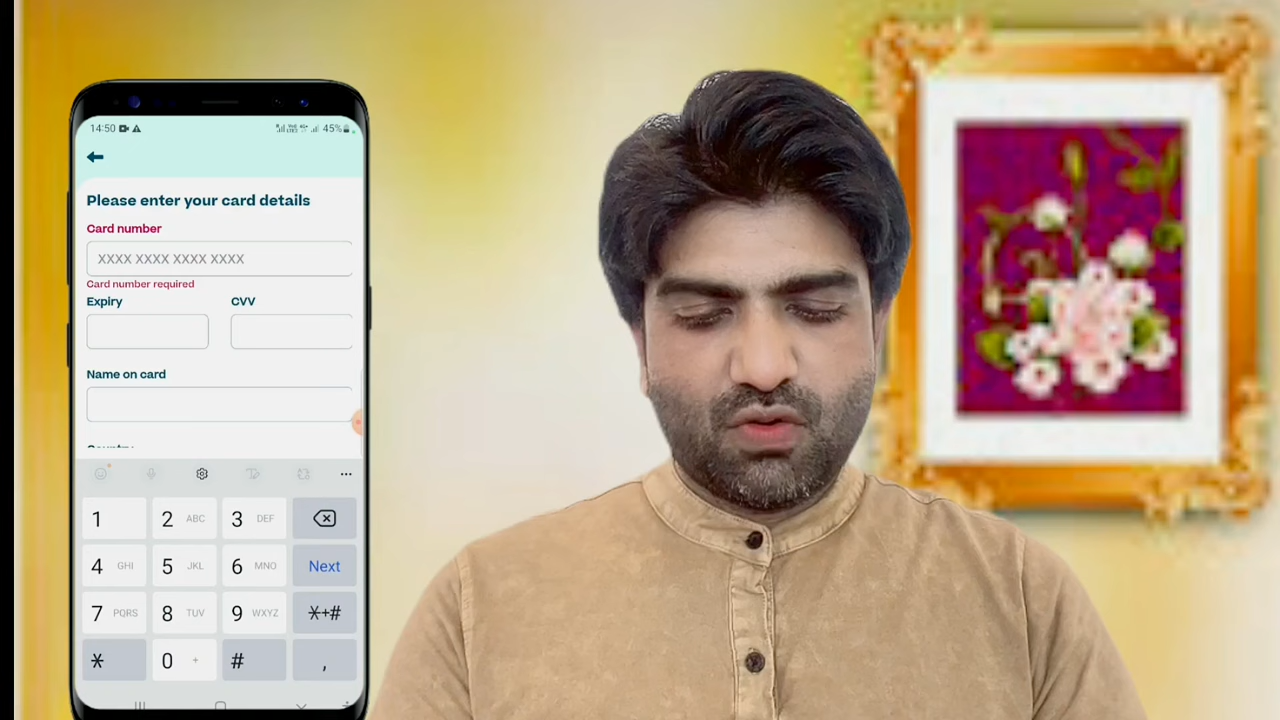 14:50 45%
Please enter your card details
Card number
XXXX XXXX XXXX XXXX
Card number required
Expiry CVV
Name on card
1 2 ABC 3 DEF
4 GHI 5 JKL 6 MNO Next
7 PQRS 8 TUV 9 WXYZ *+#
* 0 + # ,